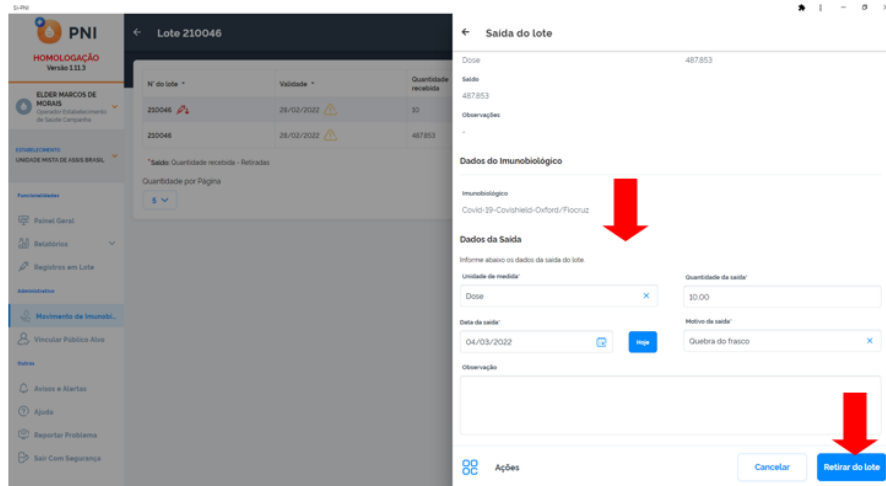 SI-PNI
PNI
HOMOLOGAÇÃO
Versão 1.11.3
ELDER MARCOS DE
MORAIS
Operador Estabelecimento
de Saúde Campanha
ESTABELECIMENTO
UNIDADE MISTA DE ASSIS BRASIL
Funcionalidades
Painel Geral
Relatórios
Registros em Lote
Administrativo
Movimento de Imunobi...
Vincular Público Alvo
Outros
Avisos e Alertas
Ajuda
Reportar Problema
Sair Com Segurança
Lote 210046
N° do lote
Validade
Quantidade
recebida
210046
28/02/2022
10
210046
28/02/2022
487.853
*Saldo: Quantidade recebida - Retiradas
Quantidade por Página
5
Saída do lote
Dose
487.853
Saldo
487.853
Observações
-
Dados do Imunobiológico
Imunobiológico
Covid-19-Covishield-Oxford/Fiocruz
Dados da Saída
Informe abaixo os dados da saída do lote.
Unidade de medida*
Quantidade da saída*
Dose
10,00
Data da saída*
Motivo da saída*
04/03/2022
Hoje
Quebra do frasco
Observação
Ações
Cancelar
Retirar do lote